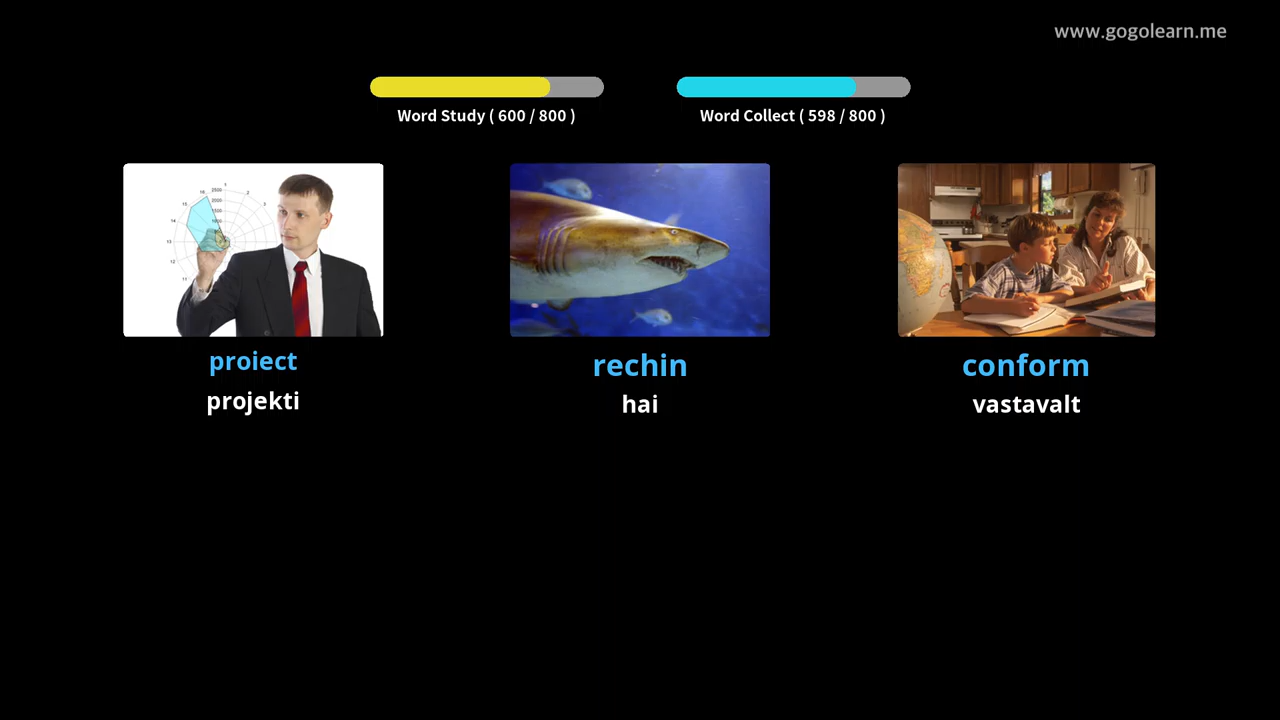 www.gogolearn.me
Word Study ( 600 / 800 )
Word Collect ( 598 / 800 )
proiect
projekti
rechin
hai
conform
vastavalt